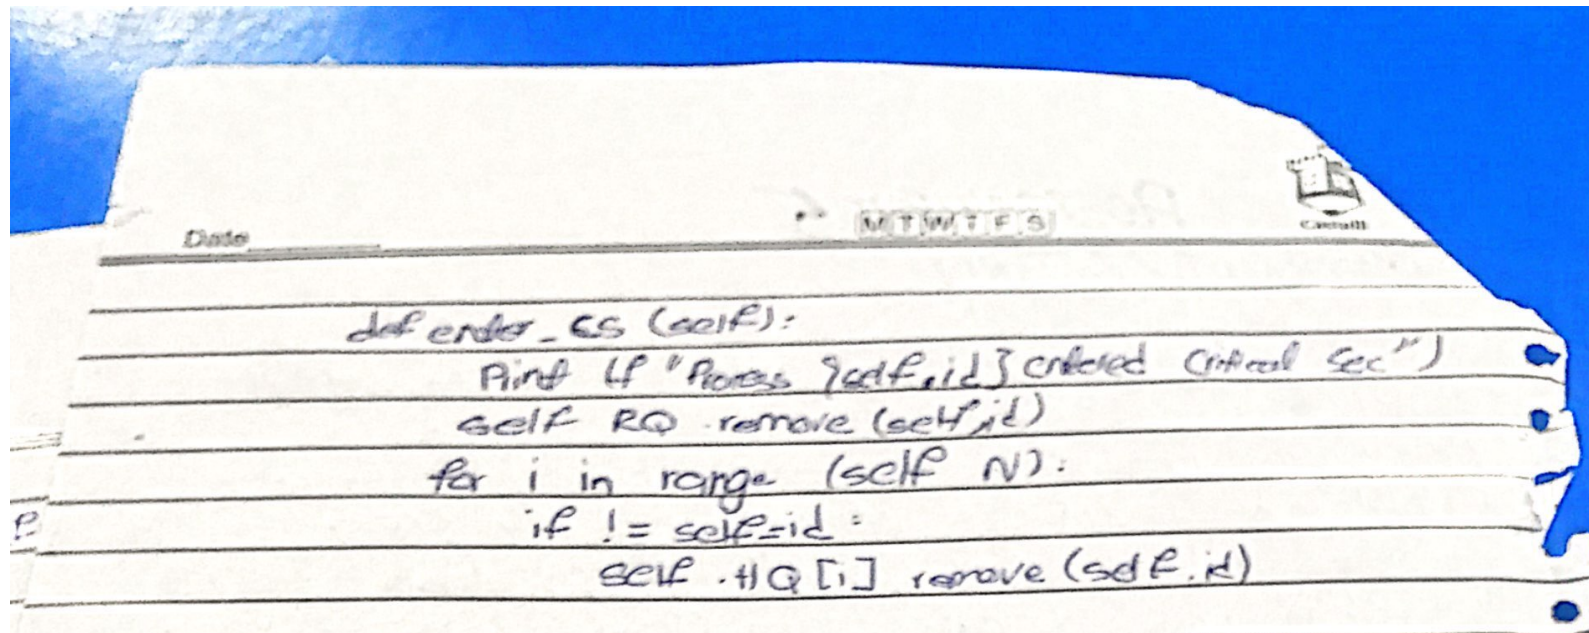 Date
M T W T F S
def enter_CS (self):
Print (f "Process {self.id} entered Critical Sec")
self RQ . remove (self.id)
for i in range (self N):
if != self.id :
self . HQ [i] remove (self.id)